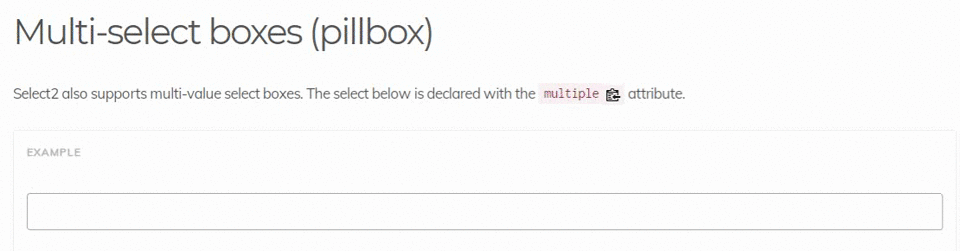 Multi-select boxes (pillbox)
Select2 also supports multi-value select boxes. The select below is declared with the multiple attribute.
EXAMPLE